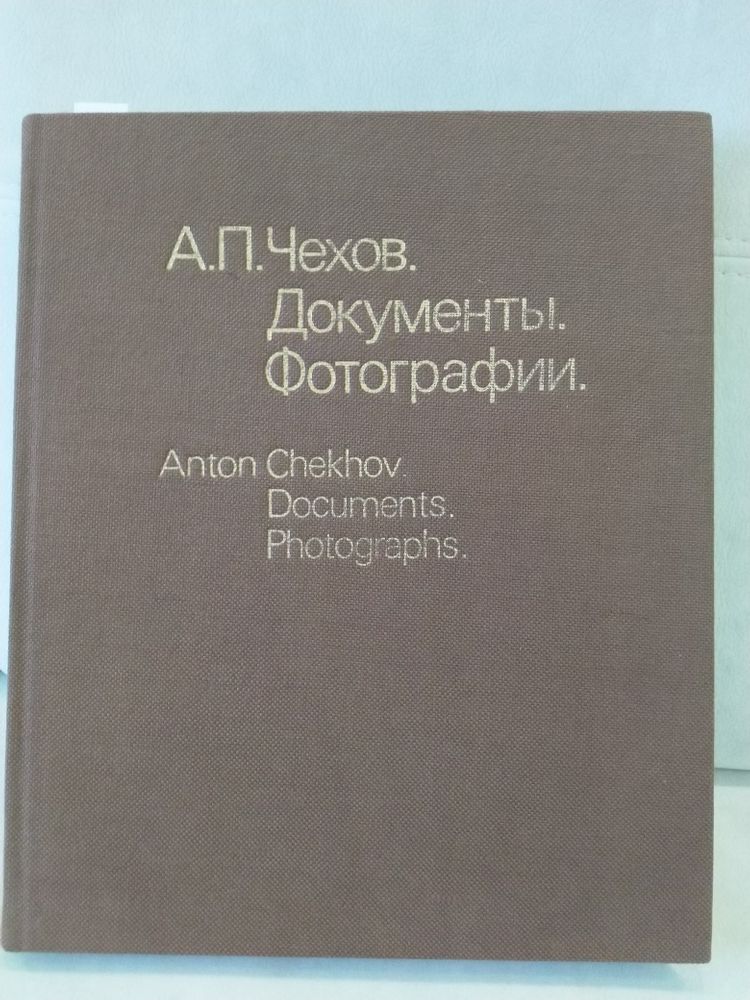 А.П.Чехов.
Документы.
Фотографии.
Anton Chekhov.
Documents.
Photographs.